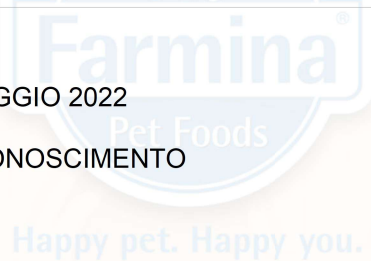 Farmina®
GGIO 2022
Pet Foods
ONOSCIMENTO
Happy pet. Happy you.